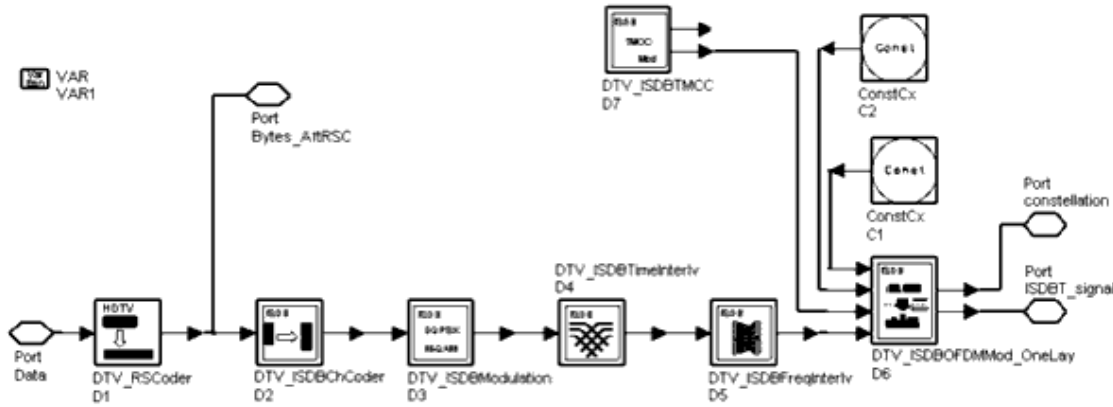 VAR
VAR1
Port
Bytes_AftRSC
TMCC
Mod
DTV_ISDBTMCC
D7
Const
ConstCx
C2
Const
ConstCx
C1
Port
constellation
Port
ISDBT_signal
Port
Data
HDTV
DTV_RSCoder
D1
DTV_ISDBChCoder
D2
DTV_ISDBModulation
D3
DTV_ISDBTimeInterlv
D4
DTV_ISDBFreqInterlv
D5
DTV_ISDBOFDMMod_OneLay
D6